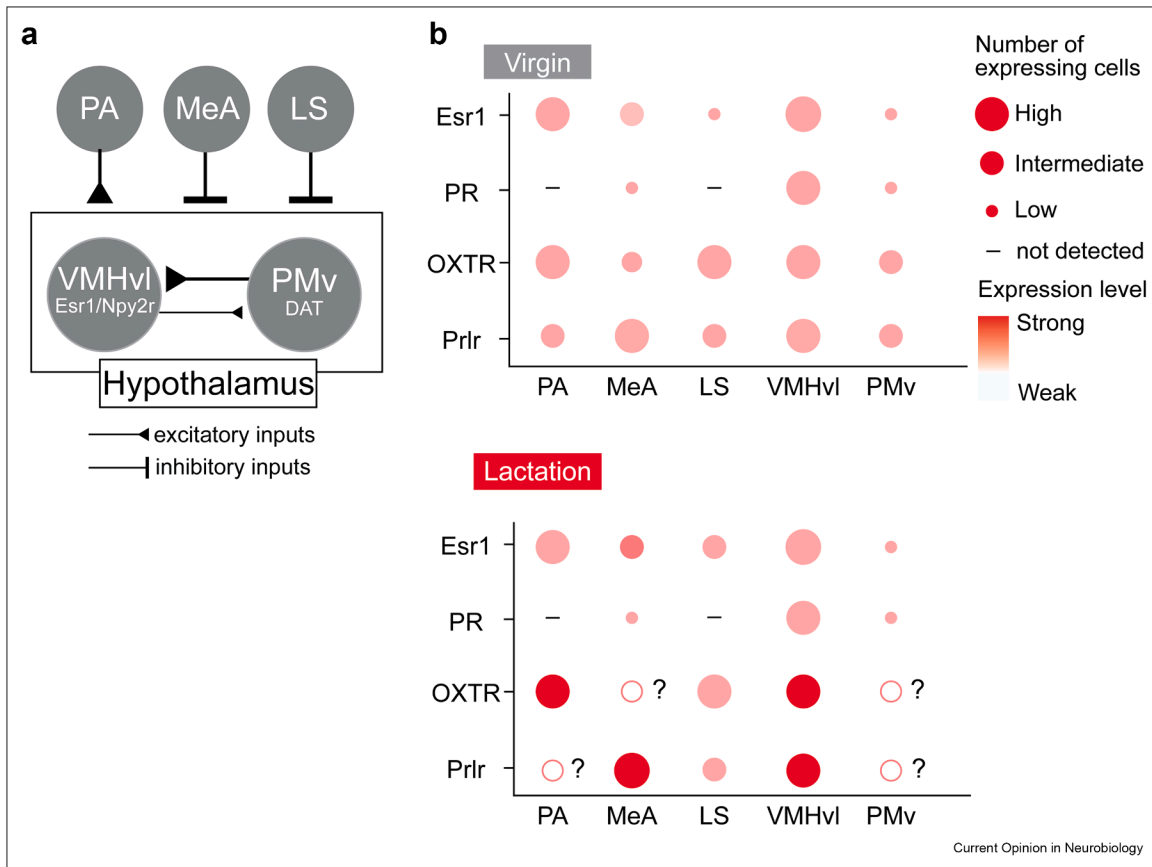 a
PA
MeA
LS
VMHvl
Esr1/Npy2r
PMv
DAT
Hypothalamus
excitatory inputs
inhibitory inputs
b
Virgin
Esr1
PR
– –
OXTR
Prlr
PA MeA LS VMHvl PMv
Number of
expressing cells
High
Intermediate
Low
– not detected
Expression level
Strong
Weak
Lactation
Esr1
PR
– –
OXTR
? ?
Prlr
? ?
PA MeA LS VMHvl PMv
Current Opinion in Neurobiology